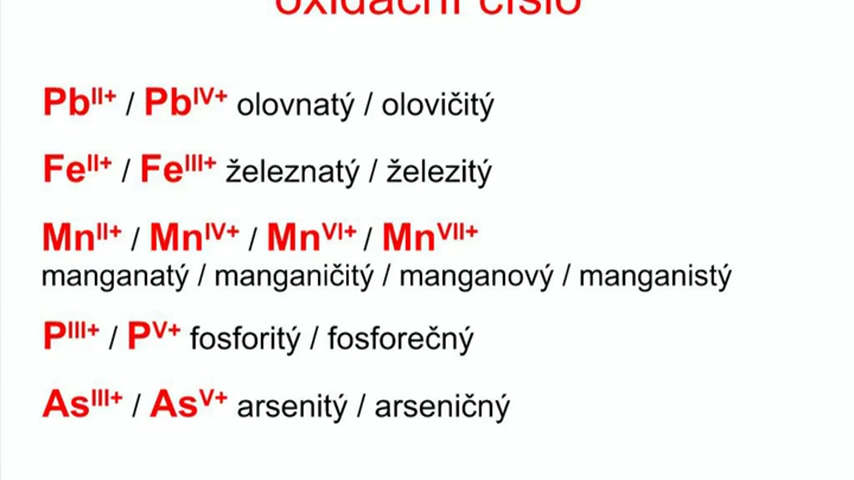 oxidační číslo
Pbᴵᴵ⁺ / Pbᴵⱽ⁺ olovnatý / olovičitý
Feᴵᴵ⁺ / Feᴵᴵᴵ⁺ železnatý / železitý
Mnᴵᴵ⁺ / Mnᴵⱽ⁺ / Mnⱽᴵ⁺ / Mnⱽᴵᴵ⁺
manganatý / manganičitý / manganový / manganistý
Pᴵᴵᴵ⁺ / Pⱽ⁺ fosforitý / fosforečný
Asᴵᴵᴵ⁺ / Asⱽ⁺ arsenitý / arseničný